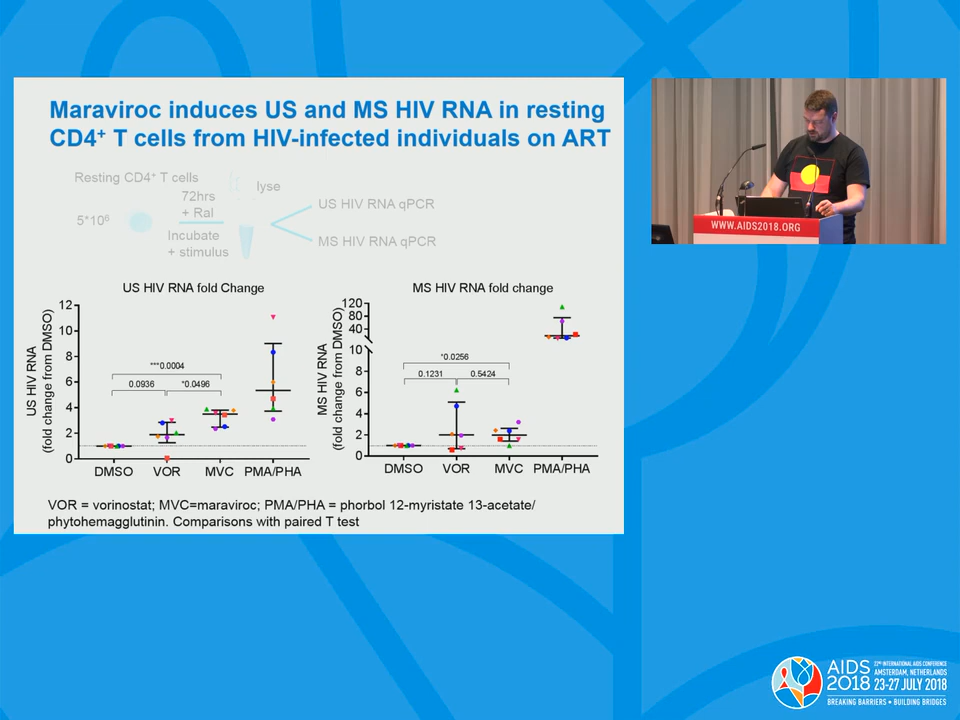 Maraviroc induces US and MS HIV RNA in resting
CD4⁺ T cells from HIV-infected individuals on ART
Resting CD4⁺ T cells
5*10⁶
72hrs
+ Ral
Incubate
+ stimulus
lyse
US HIV RNA qPCR
MS HIV RNA qPCR
US HIV RNA fold Change
US HIV RNA
(fold change from DMSO)
12
10
8
6
4
2
0
***0.0004
0.0936
*0.0496
DMSO VOR MVC PMA/PHA
MS HIV RNA fold change
MS HIV RNA
(fold change from DMSO)
120
80
40
10
8
6
4
2
0
*0.0256
0.1231
0.5424
DMSO VOR MVC PMA/PHA
VOR = vorinostat; MVC=maraviroc; PMA/PHA = phorbol 12-myristate 13-acetate/
phytohemagglutinin. Comparisons with paired T test
WWW.AIDS2018.ORG
AIDS
2018
22ND INTERNATIONAL AIDS CONFERENCE
AMSTERDAM, NETHERLANDS
23-27 JULY 2018
BREAKING BARRIERS • BUILDING BRIDGES